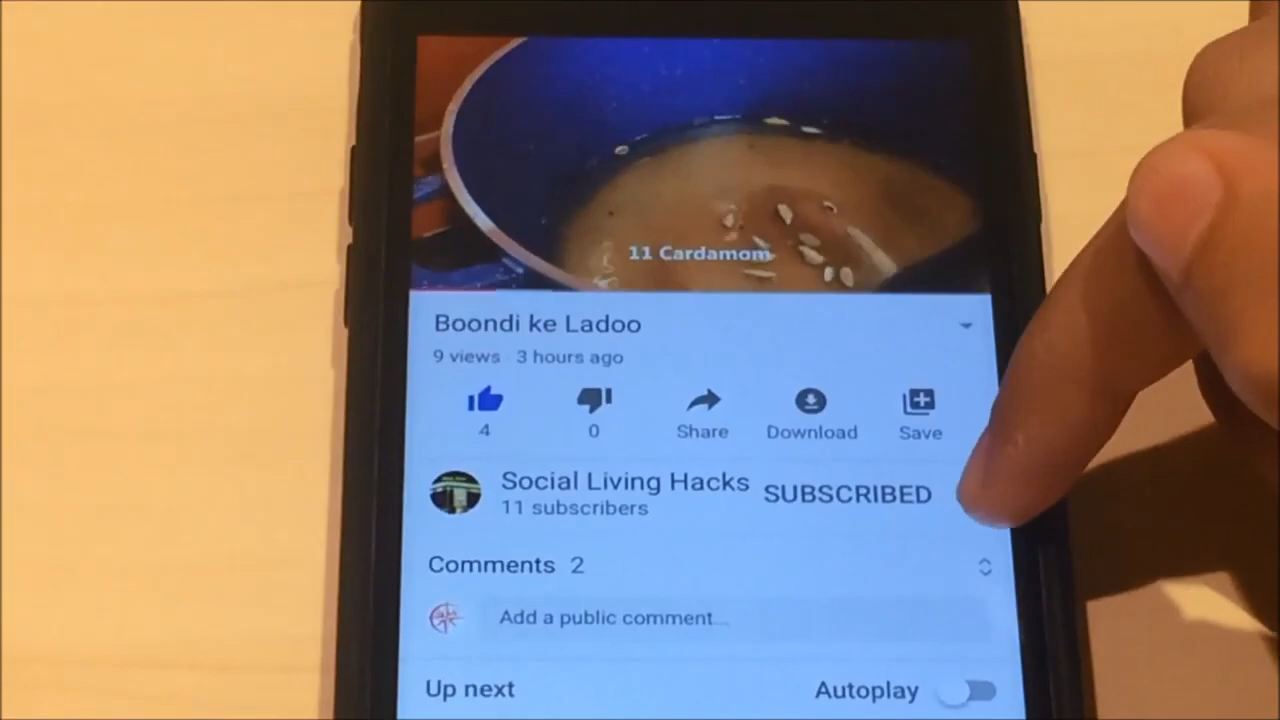 11 Cardamom
Boondi ke Ladoo
9 views 3 hours ago
4
0
Share
Download
Save
Social Living Hacks
11 subscribers
SUBSCRIBED
Comments 2
Add a public comment...
Up next
Autoplay